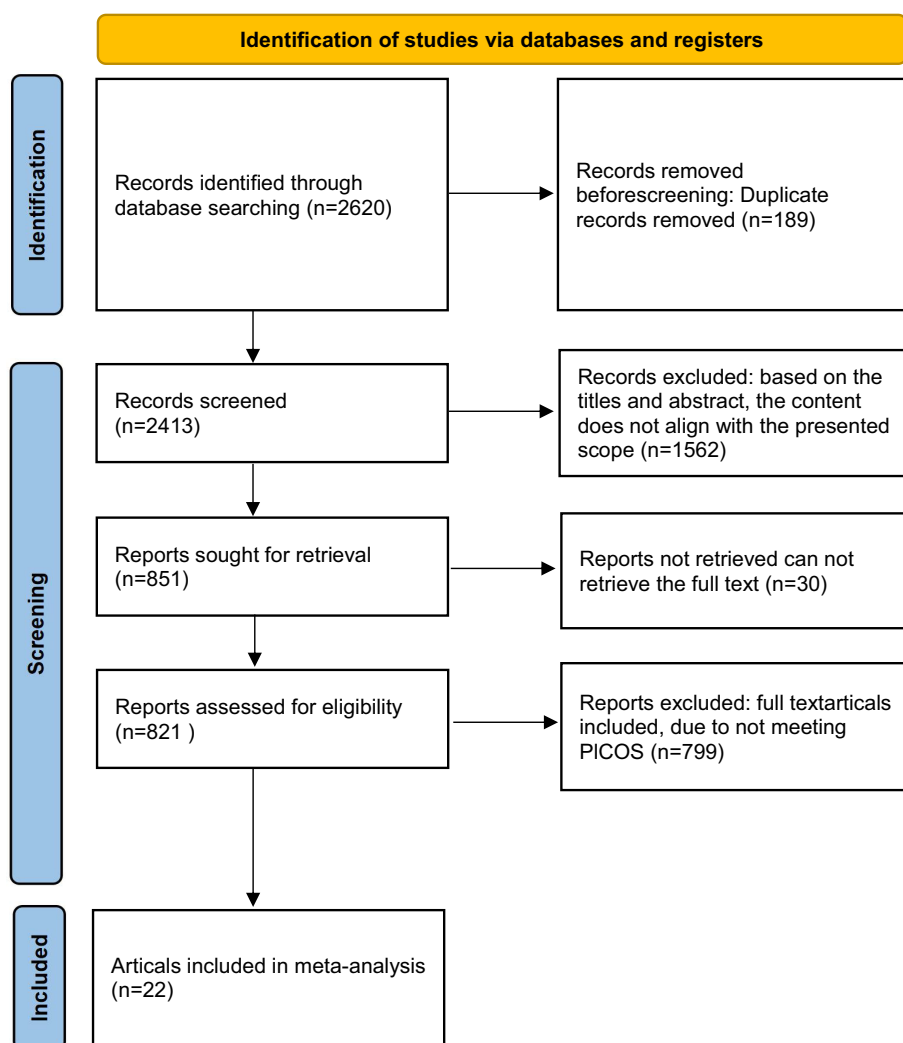 Identification of studies via databases and registers
Identification
Records identified through
database searching (n=2620)
Records removed
beforescreening: Duplicate
records removed (n=189)
Screening
Records screened
(n=2413)
Records excluded: based on the
titles and abstract, the content
does not align with the presented
scope (n=1562)
Reports sought for retrieval
(n=851)
Reports not retrieved can not
retrieve the full text (n=30)
Reports assessed for eligibility
(n=821 )
Reports excluded: full textarticals
included, due to not meeting
PICOS (n=799)
Included
Articals included in meta-analysis
(n=22)